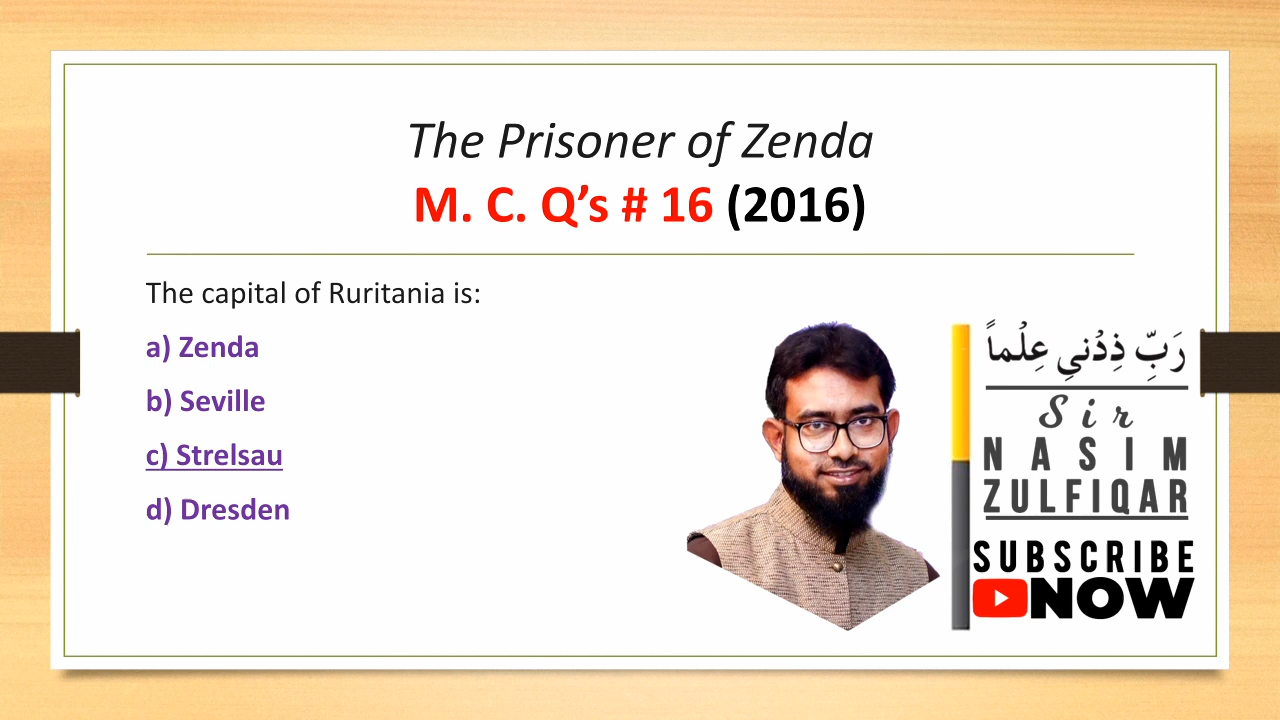 The Prisoner of Zenda
M. C. Q’s # 16 (2016)
The capital of Ruritania is:
a) Zenda
b) Seville
c) Strelsau
d) Dresden
رَبِّ ذِدْنیِ عِلْماً
Sir
NASIM
ZULFIQAR
SUBSCRIBE
NOW